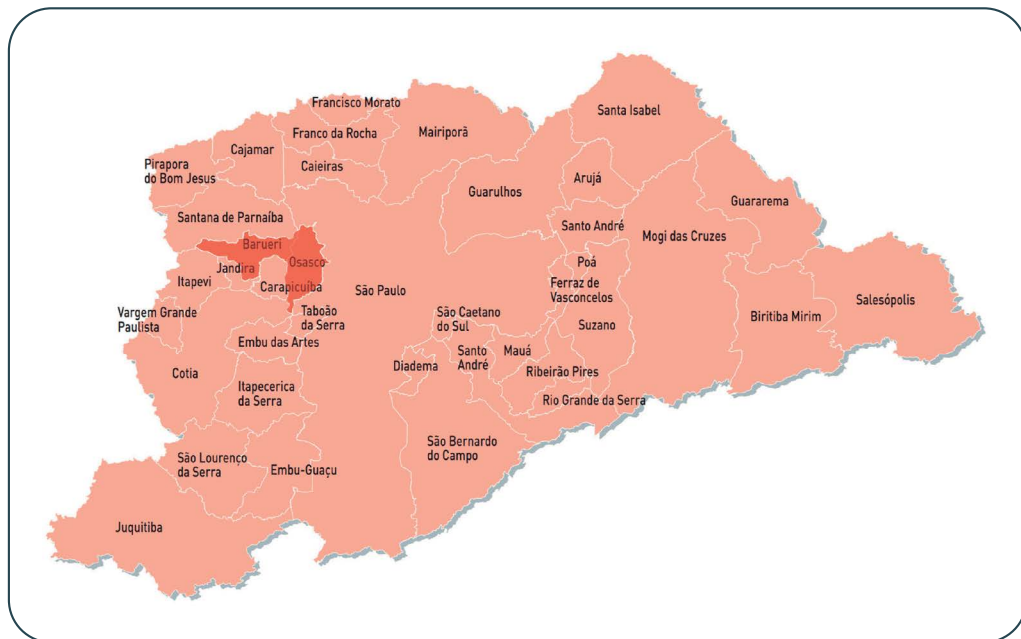 Francisco Morato
Franco da Rocha
Mairiporã
Santa Isabel
Cajamar
Caieiras
Pirapora
do Bom Jesus
Guarulhos
Arujá
Guararema
Santana de Parnaíba
Santo André
Mogi das Cruzes
Barueri
Osasco
Jandira
Itapevi
Carapicuíba
São Paulo
Poá
Ferraz de
Vasconcelos
Salesópolis
Vargem Grande
Paulista
Taboão
da Serra
São Caetano
do Sul
Suzano
Biritiba Mirim
Embu das Artes
Cotia
Itapecerica
da Serra
Diadema
Santo
André
Mauá
Ribeirão Pires
Rio Grande da Serra
São Bernardo
do Campo
São Lourenço
da Serra
Embu-Guaçu
Juquitiba